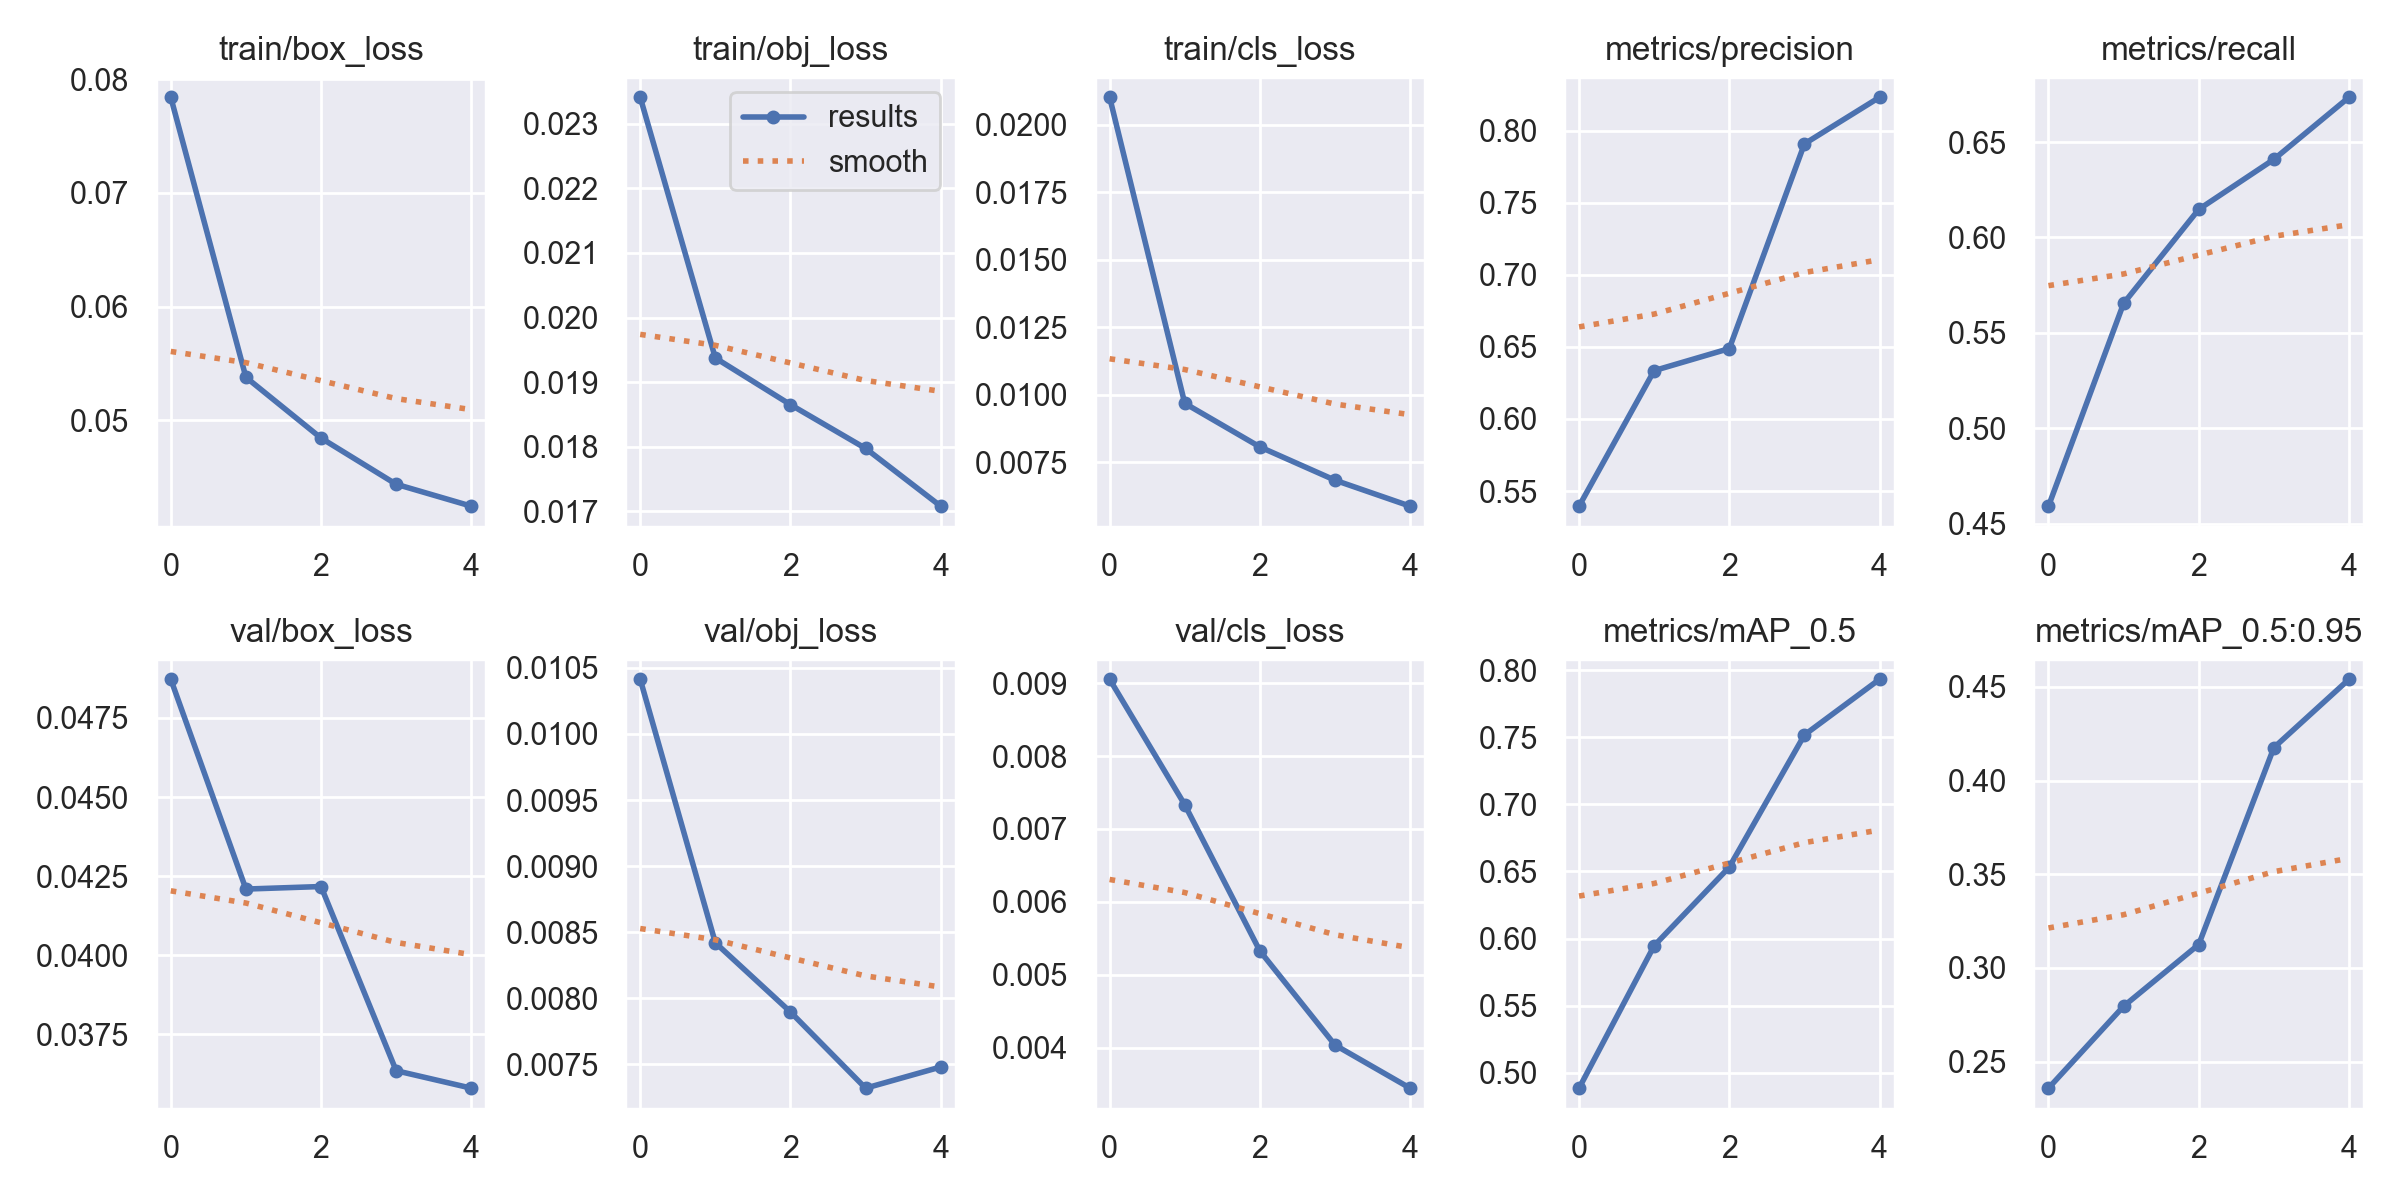 train/box_loss
0.08
0.07
0.06
0.05
0 2 4
train/obj_loss
results
smooth
0.023
0.022
0.021
0.020
0.019
0.018
0.017
0 2 4
train/cls_loss
0.0200
0.0175
0.0150
0.0125
0.0100
0.0075
0 2 4
metrics/precision
0.80
0.75
0.70
0.65
0.60
0.55
0 2 4
metrics/recall
0.65
0.60
0.55
0.50
0.45
0 2 4
val/box_loss
0.0475
0.0450
0.0425
0.0400
0.0375
0 2 4
val/obj_loss
0.0105
0.0100
0.0095
0.0090
0.0085
0.0080
0.0075
0 2 4
val/cls_loss
0.009
0.008
0.007
0.006
0.005
0.004
0 2 4
metrics/mAP_0.5
0.80
0.75
0.70
0.65
0.60
0.55
0.50
0 2 4
metrics/mAP_0.5:0.95
0.45
0.40
0.35
0.30
0.25
0 2 4